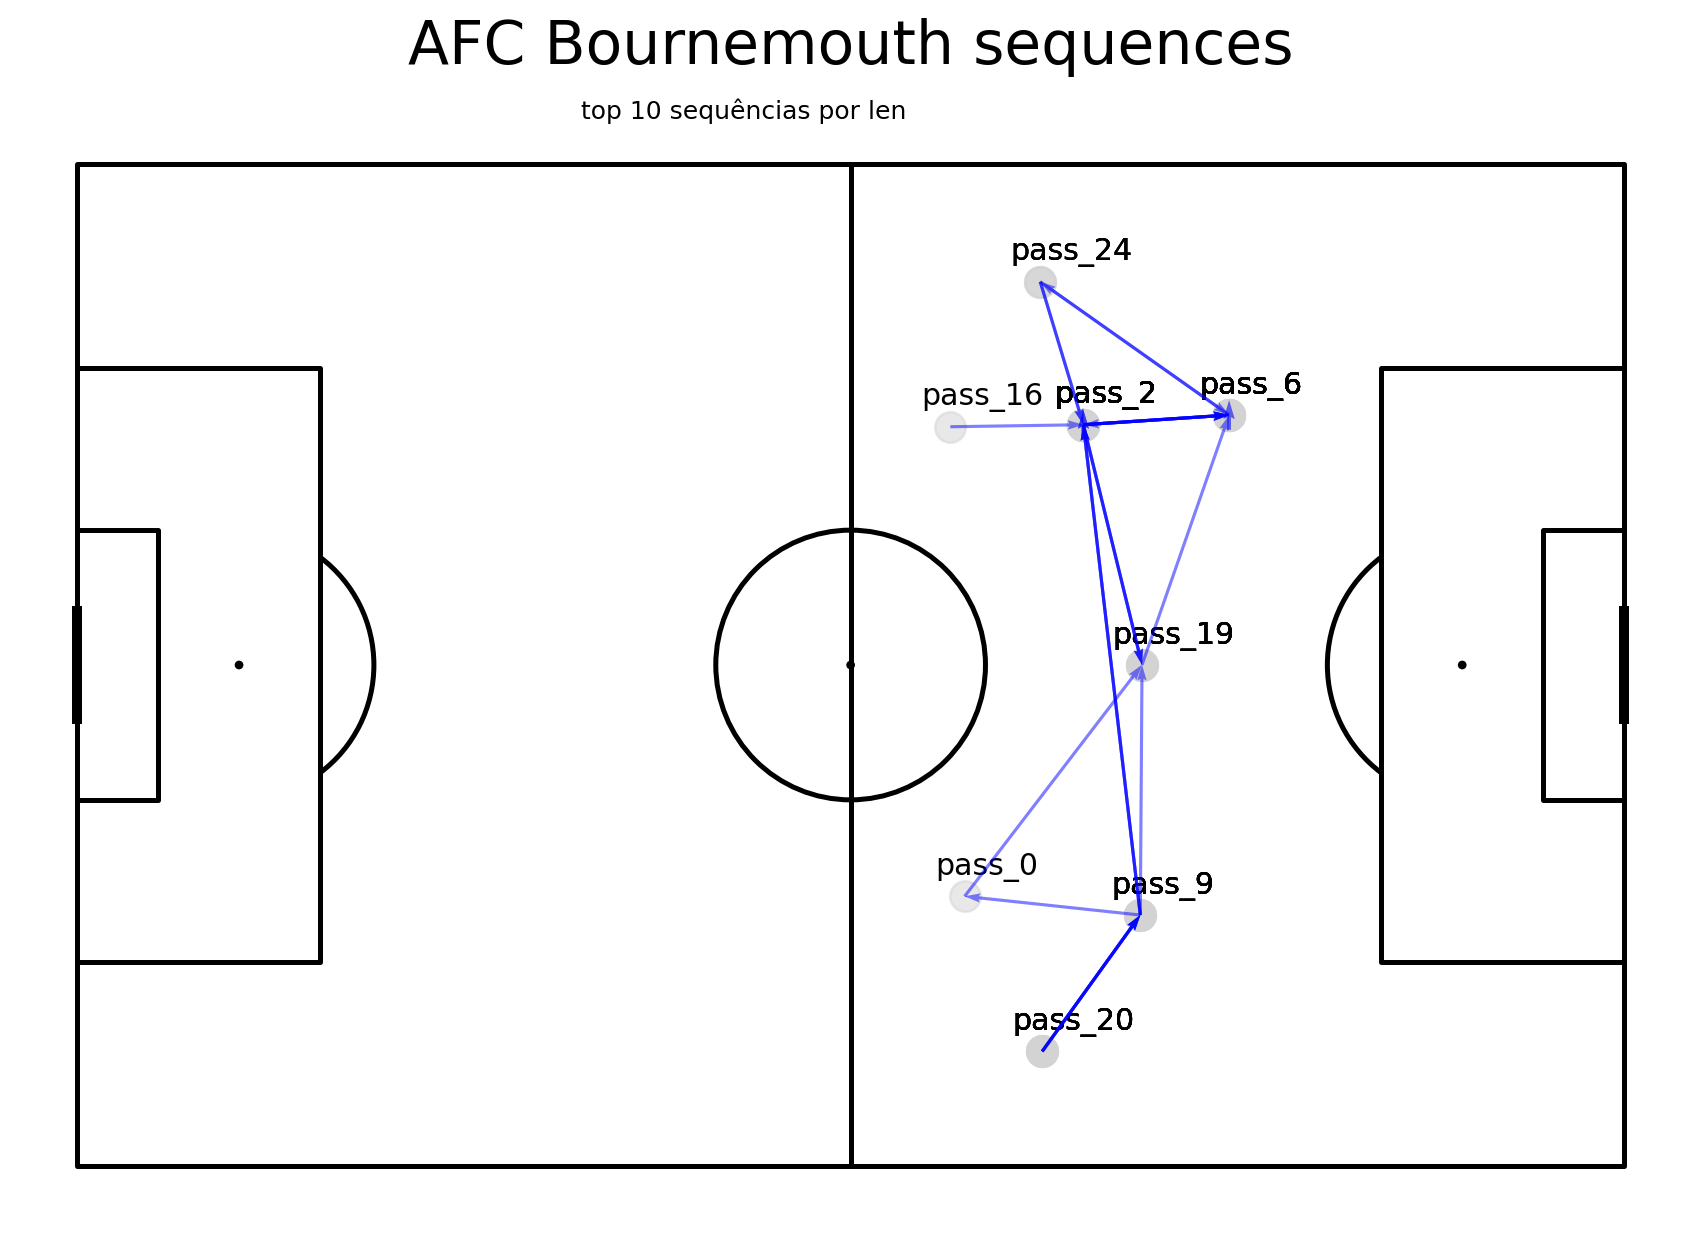 AFC Bournemouth sequences
top 10 sequências por len
pass_24
pass_6
pass_16 pass_2
pass_19
pass_0
pass_9
pass_20